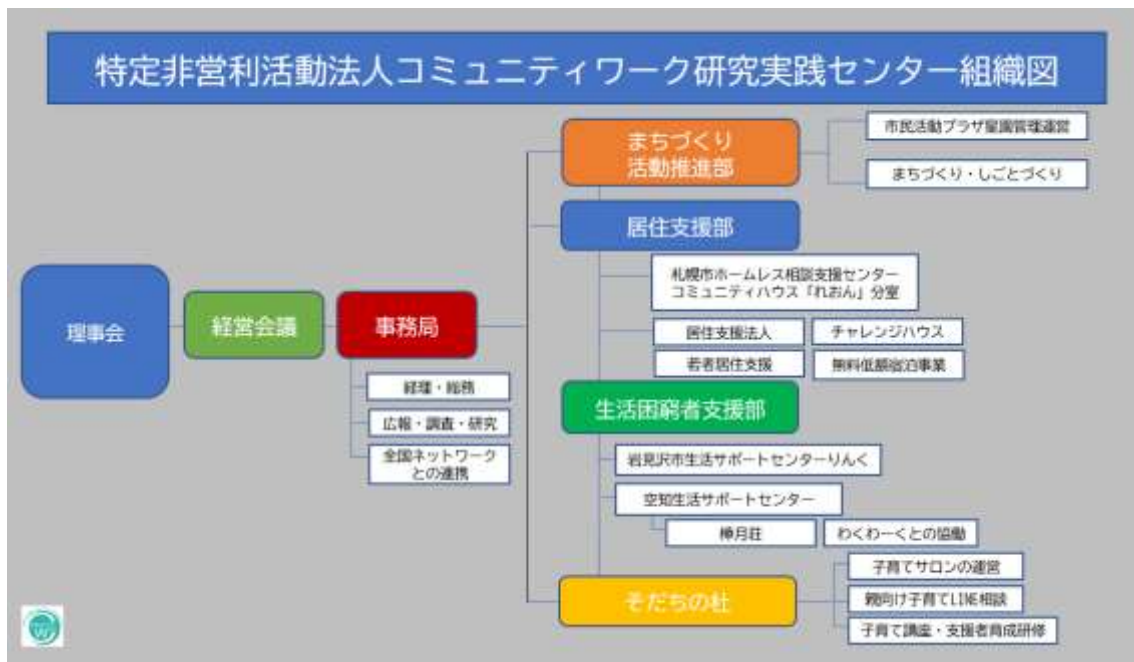 特定非営利活動法人コミュニティワーク研究実践センター組織図
理事会
経営会議
事務局
経理・総務
広報・調査・研究
全国ネットワーク
との連携
まちづくり
活動推進部
市民活動プラザ星園管理運営
まちづくり・しごとづくり
居住支援部
札幌市ホームレス相談支援センター
コミュニティハウス「れおん」分室
居住支援法人
チャレンジハウス
若者居住支援
無料低額宿泊事業
生活困窮者支援部
岩見沢市生活サポートセンターりんく
空知生活サポートセンター
樺月荘
わくわーくとの協働
そだちの杜
子育てサロンの運営
親向け子育てLINE相談
子育て講座・支援者育成研修